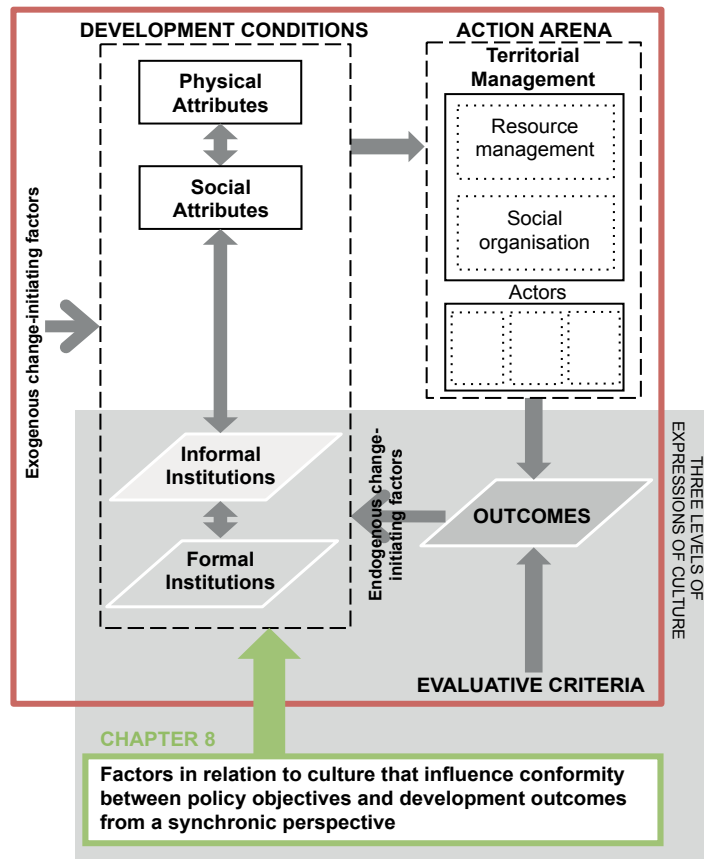 DEVELOPMENT CONDITIONS
Physical
Attributes
Social
Attributes
Exogenous change-initiating factors
Informal
Institutions
Formal
Institutions
ACTION ARENA
Territorial
Management
Resource
management
Social
organisation
Actors
Endogenous change-
initiating factors
OUTCOMES
EVALUATIVE CRITERIA
THREE LEVELS OF
EXPRESSIONS OF CULTURE
CHAPTER 8
Factors in relation to culture that influence conformity
between policy objectives and development outcomes
from a synchronic perspective